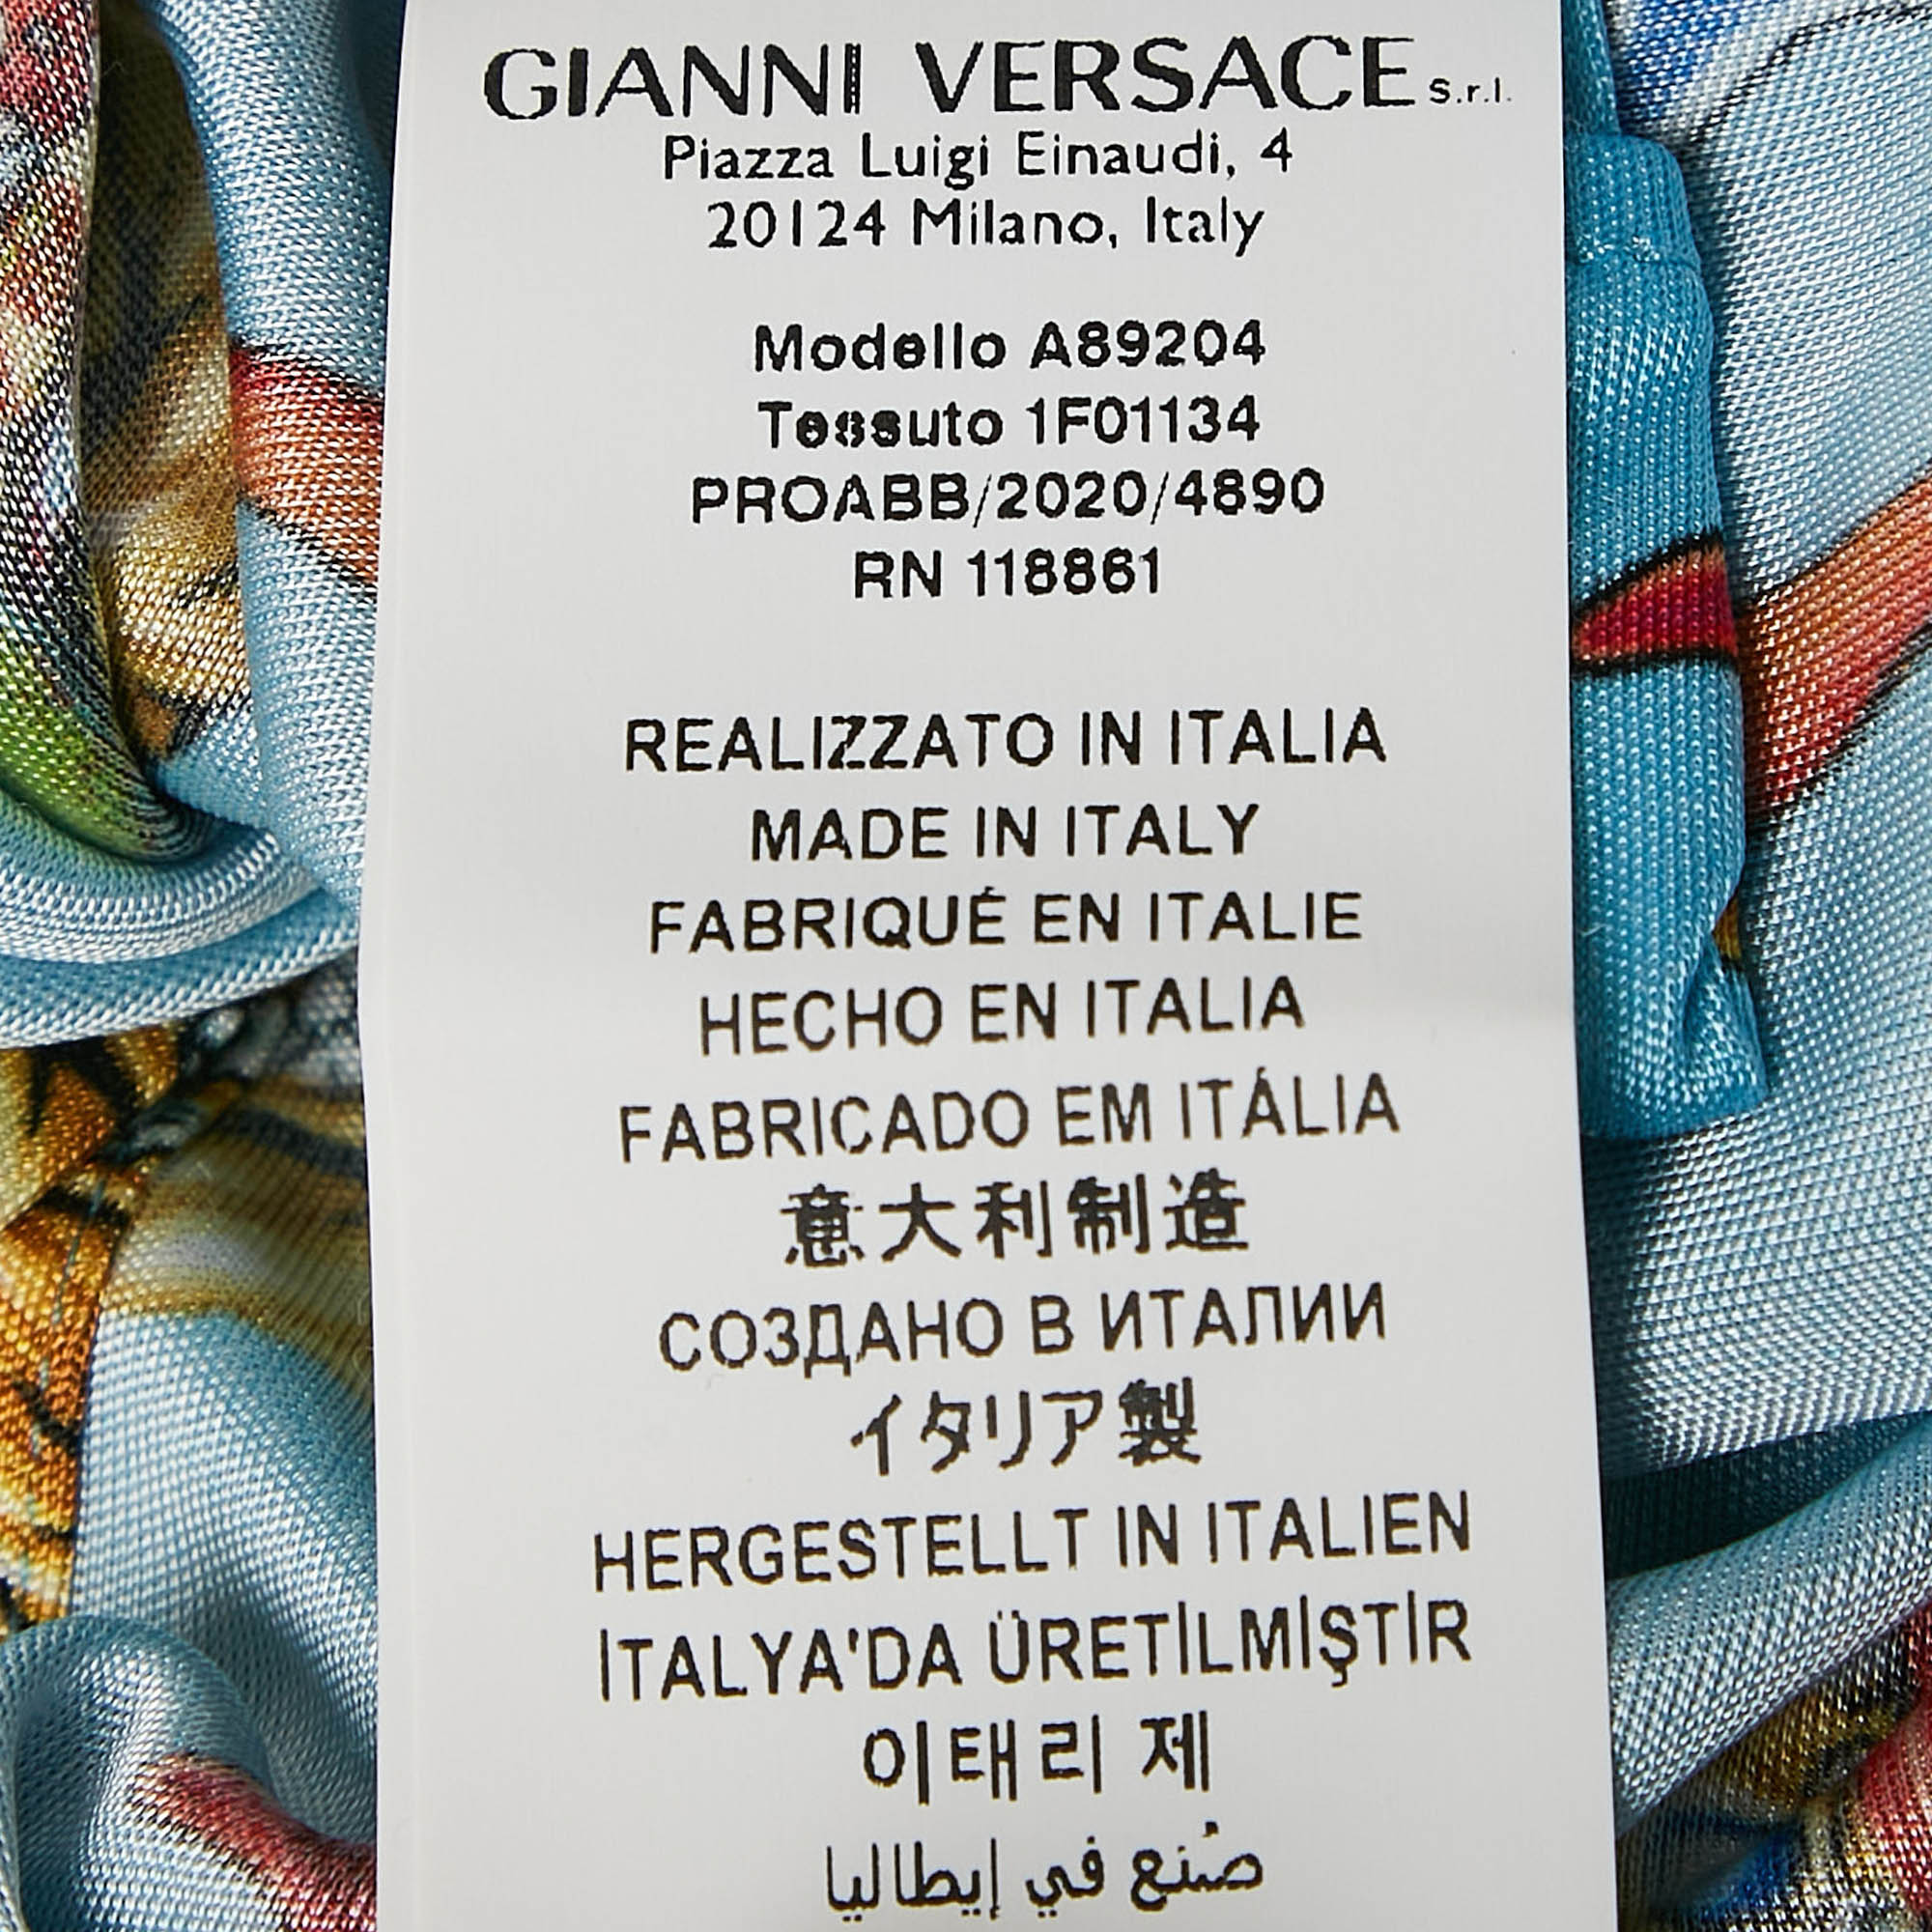 GIANNI VERSACE S.r.l.
Piazza Luigi Einaudi, 4
20124 Milano, Italy
Modello A89204
Tessuto 1F01134
PROABB/2020/4890
RN 118861
REALIZZATO IN ITALIA
MADE IN ITALY
FABRIQUÉ EN ITALIE
HECHO EN ITALIA
FABRICADO EM ITÁLIA
意大利制造
СОЗДАНО В ИТАЛИИ
イタリア製
HERGESTELLT IN ITALIEN
İTALYA'DA ÜRETİLMİŞTİR
이태리 제
صُنع في إيطاليا